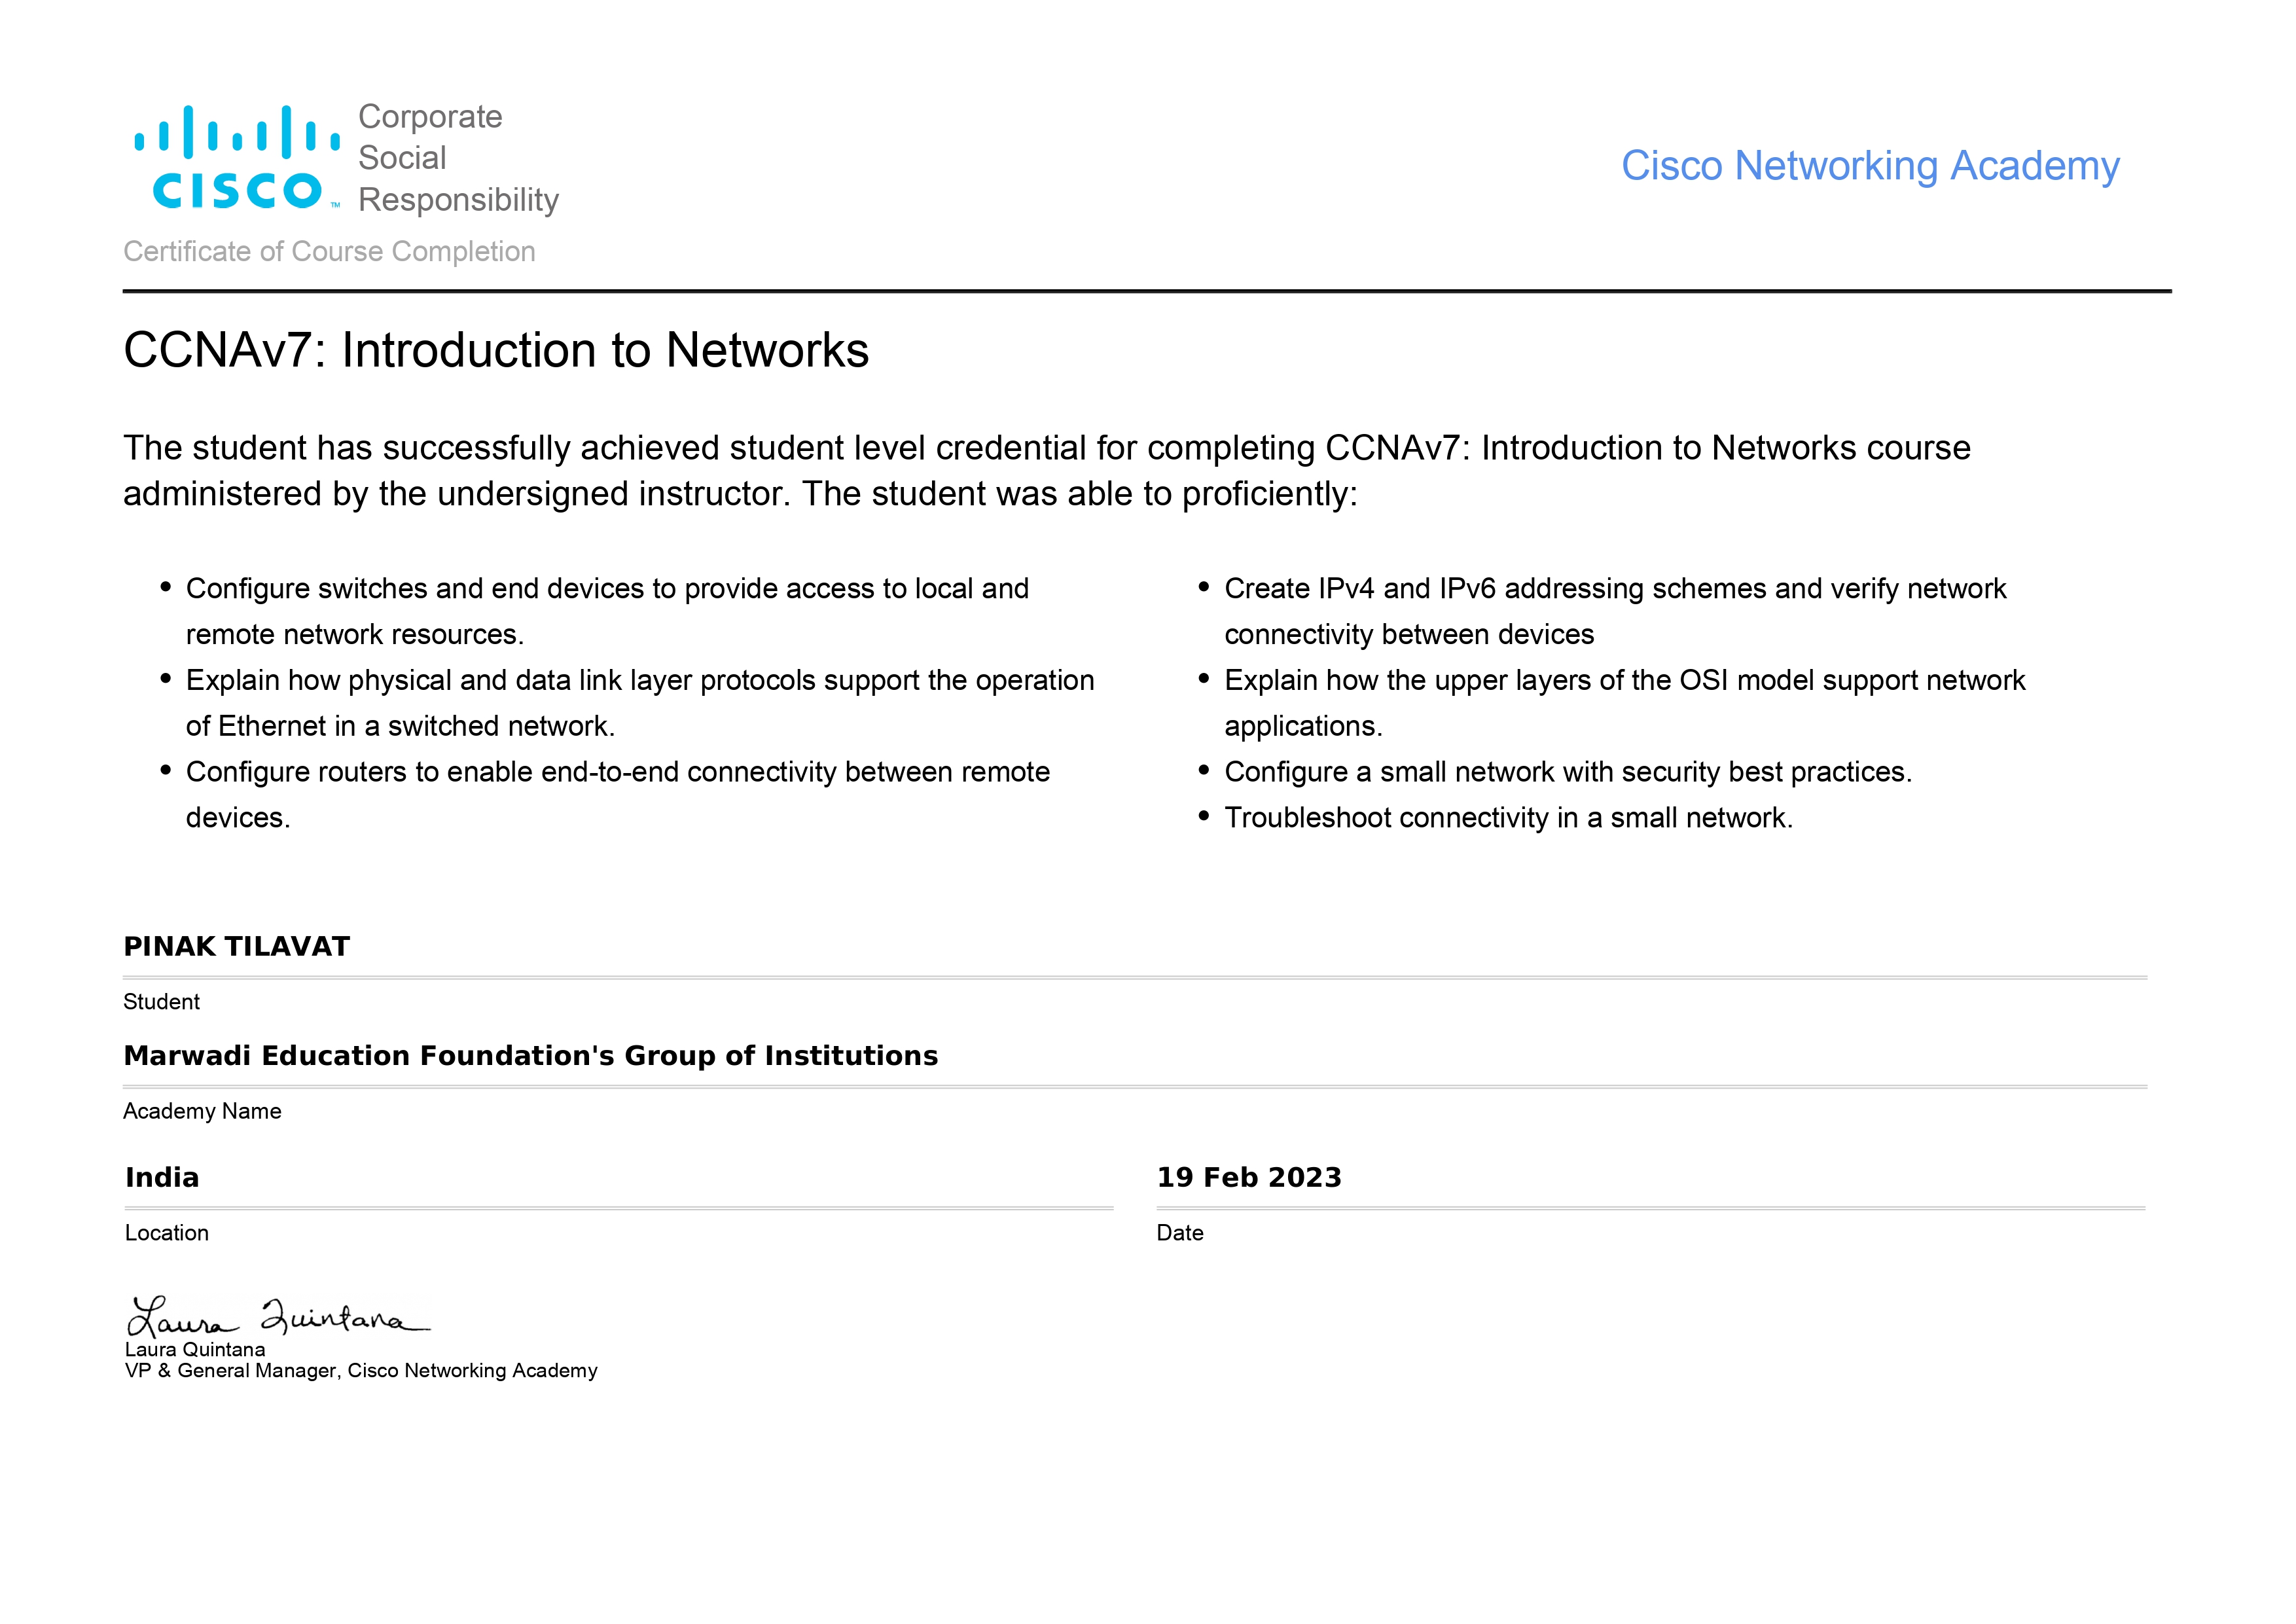 Corporate
Social
Responsibility
CISCO™
Cisco Networking Academy
Certificate of Course Completion
CCNAv7: Introduction to Networks
The student has successfully achieved student level credential for completing CCNAv7: Introduction to Networks course
administered by the undersigned instructor. The student was able to proficiently:
• Configure switches and end devices to provide access to local and
remote network resources.
• Explain how physical and data link layer protocols support the operation
of Ethernet in a switched network.
• Configure routers to enable end-to-end connectivity between remote
devices.
• Create IPv4 and IPv6 addressing schemes and verify network
connectivity between devices
• Explain how the upper layers of the OSI model support network
applications.
• Configure a small network with security best practices.
• Troubleshoot connectivity in a small network.
PINAK TILAVAT
Student
Marwadi Education Foundation's Group of Institutions
Academy Name
India
Location
19 Feb 2023
Date
Laura Quintana
Laura Quintana
VP & General Manager, Cisco Networking Academy